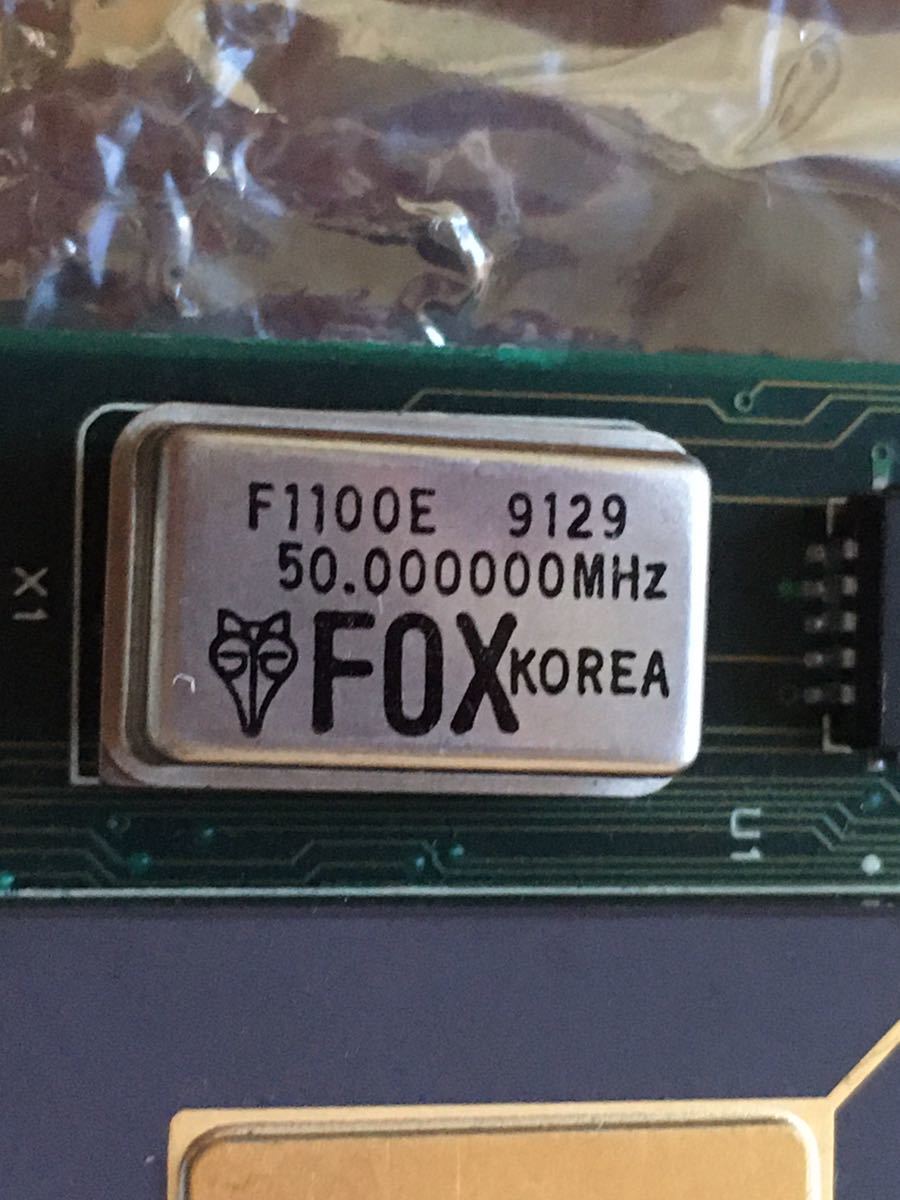 F1100E 9129
50.000000MHz
FOX KOREA
X1
U1